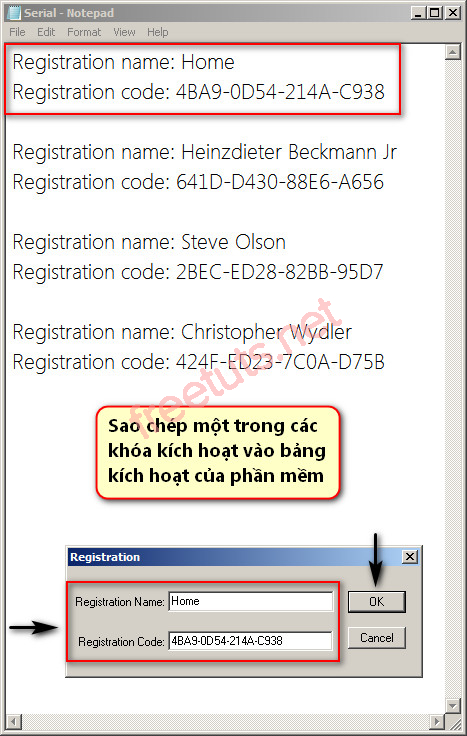 Serial - Notepad
File Edit Format View Help
Registration name: Home
Registration code: 4BA9-0D54-214A-C938
Registration name: Heinzdieter Beckmann Jr
Registration code: 641D-D430-88E6-A656
Registration name: Steve Olson
Registration code: 2BEC-ED28-82BB-95D7
Registration name: Christopher Wydler
Registration code: 424F-ED23-7C0A-D75B
freetuts.net
Sao chép một trong các
khóa kích hoạt vào bảng
kích hoạt của phần mềm
Registration
Registration Name: Home OK
Registration Code: 4BA9-0D54-214A-C938 Cancel